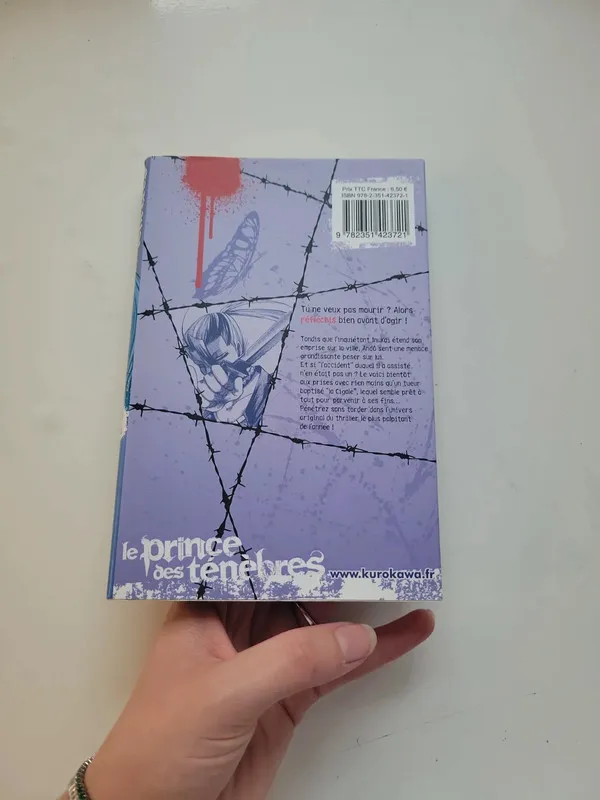 Prix TTC France : 6,50 €
ISBN 978-2-351-42372-1
9 782351 423721
Tu ne veux pas mourir ? Alors
réfléchis bien avant d'agir !
Tandis que l'inquiétant Inukai étend son
emprise sur la ville, Andô sent une menace
grandissante peser sur lui.
Et si "l'accident" auquel il a assisté
n'en était pas un ? Le voici bientôt
aux prises avec rien moins qu'un tueur
baptisé "la Cigale", lequel semble prêt à
tout pour parvenir à ses fins...
Pénétrez sans tarder dans l'univers
original du thriller le plus palpitant
de l'année !
le prince
des ténèbres
www.kurokawa.fr